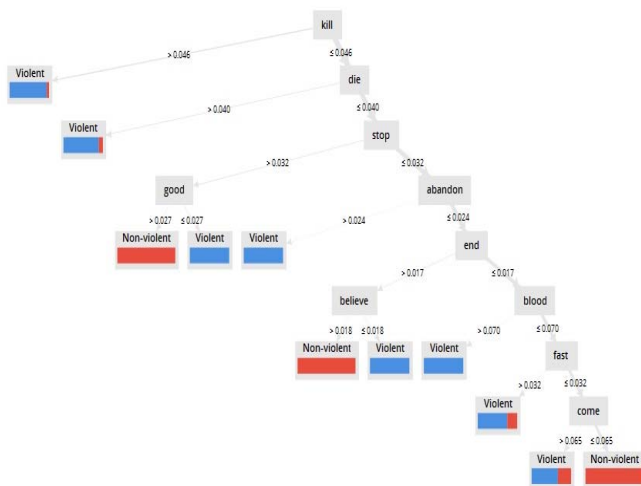 kill
> 0.046
≤ 0.046
Violent
die
> 0.040
≤ 0.040
Violent
stop
> 0.032
≤ 0.032
good
abandon
> 0.027
≤ 0.027
> 0.024
≤ 0.024
Non-violent
Violent
Violent
end
> 0.017
≤ 0.017
believe
blood
> 0.018
≤ 0.018
> 0.070
≤ 0.070
Non-violent
Violent
Violent
fast
> 0.032
≤ 0.032
Violent
come
> 0.065
≤ 0.065
Violent
Non-violent